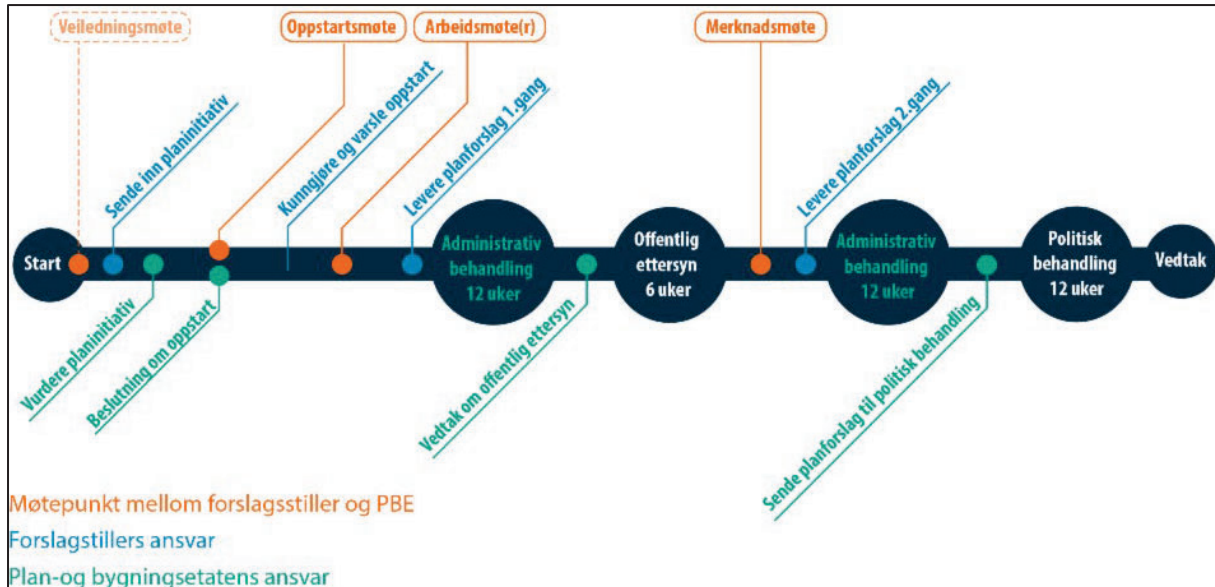 Veiledningsmøte
Oppstartsmøte
Arbeidsmøte(r)
Merknadsmøte
Sende inn planinitiativ
Kunngjøre og varsle oppstart
Levere planforslag 1.gang
Levere planforslag 2.gang
Start
Administrativ
behandling
12 uker
Offentlig
ettersyn
6 uker
Administrativ
behandling
12 uker
Politisk
behandling
12 uker
Vedtak
Vurdere planinitiativ
Beslutning om oppstart
Vedtak om offentlig ettersyn
Sende planforslag til politisk behandling
Møtepunkt mellom forslagsstiller og PBE
Forslagstillers ansvar
Plan-og bygningsetatens ansvar